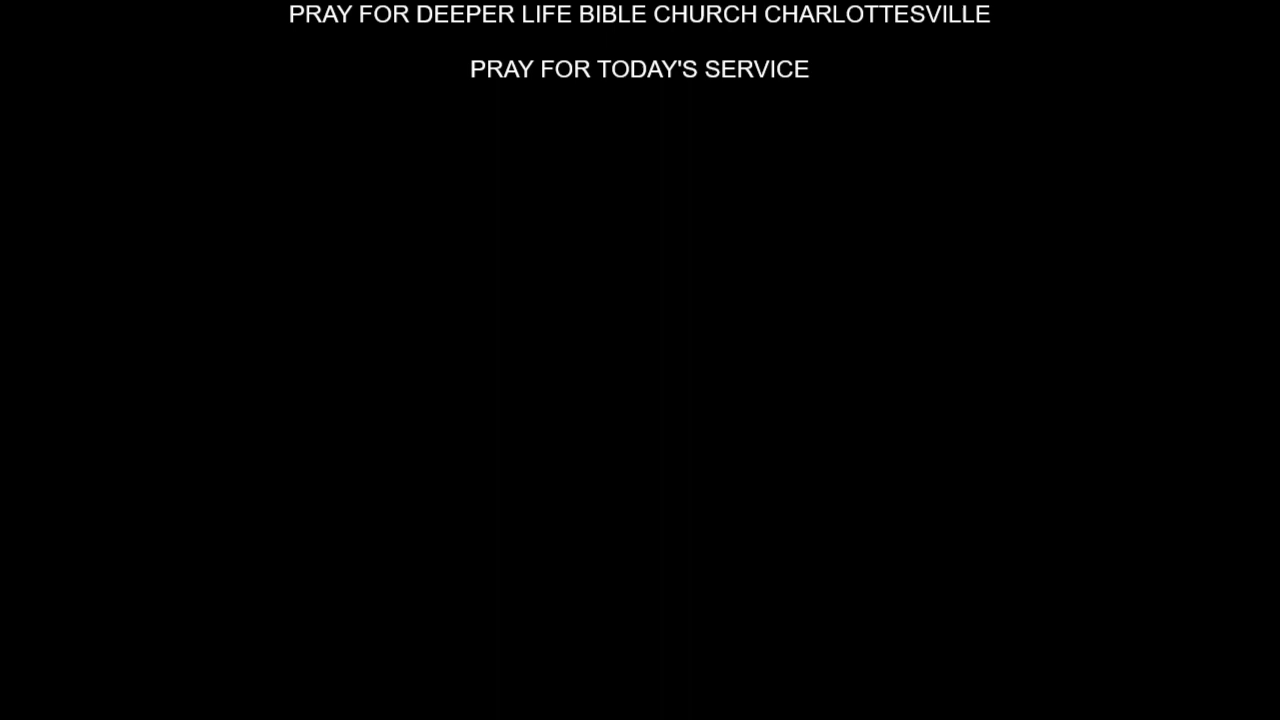 PRAY FOR DEEPER LIFE BIBLE CHURCH CHARLOTTESVILLE
PRAY FOR TODAY'S SERVICE